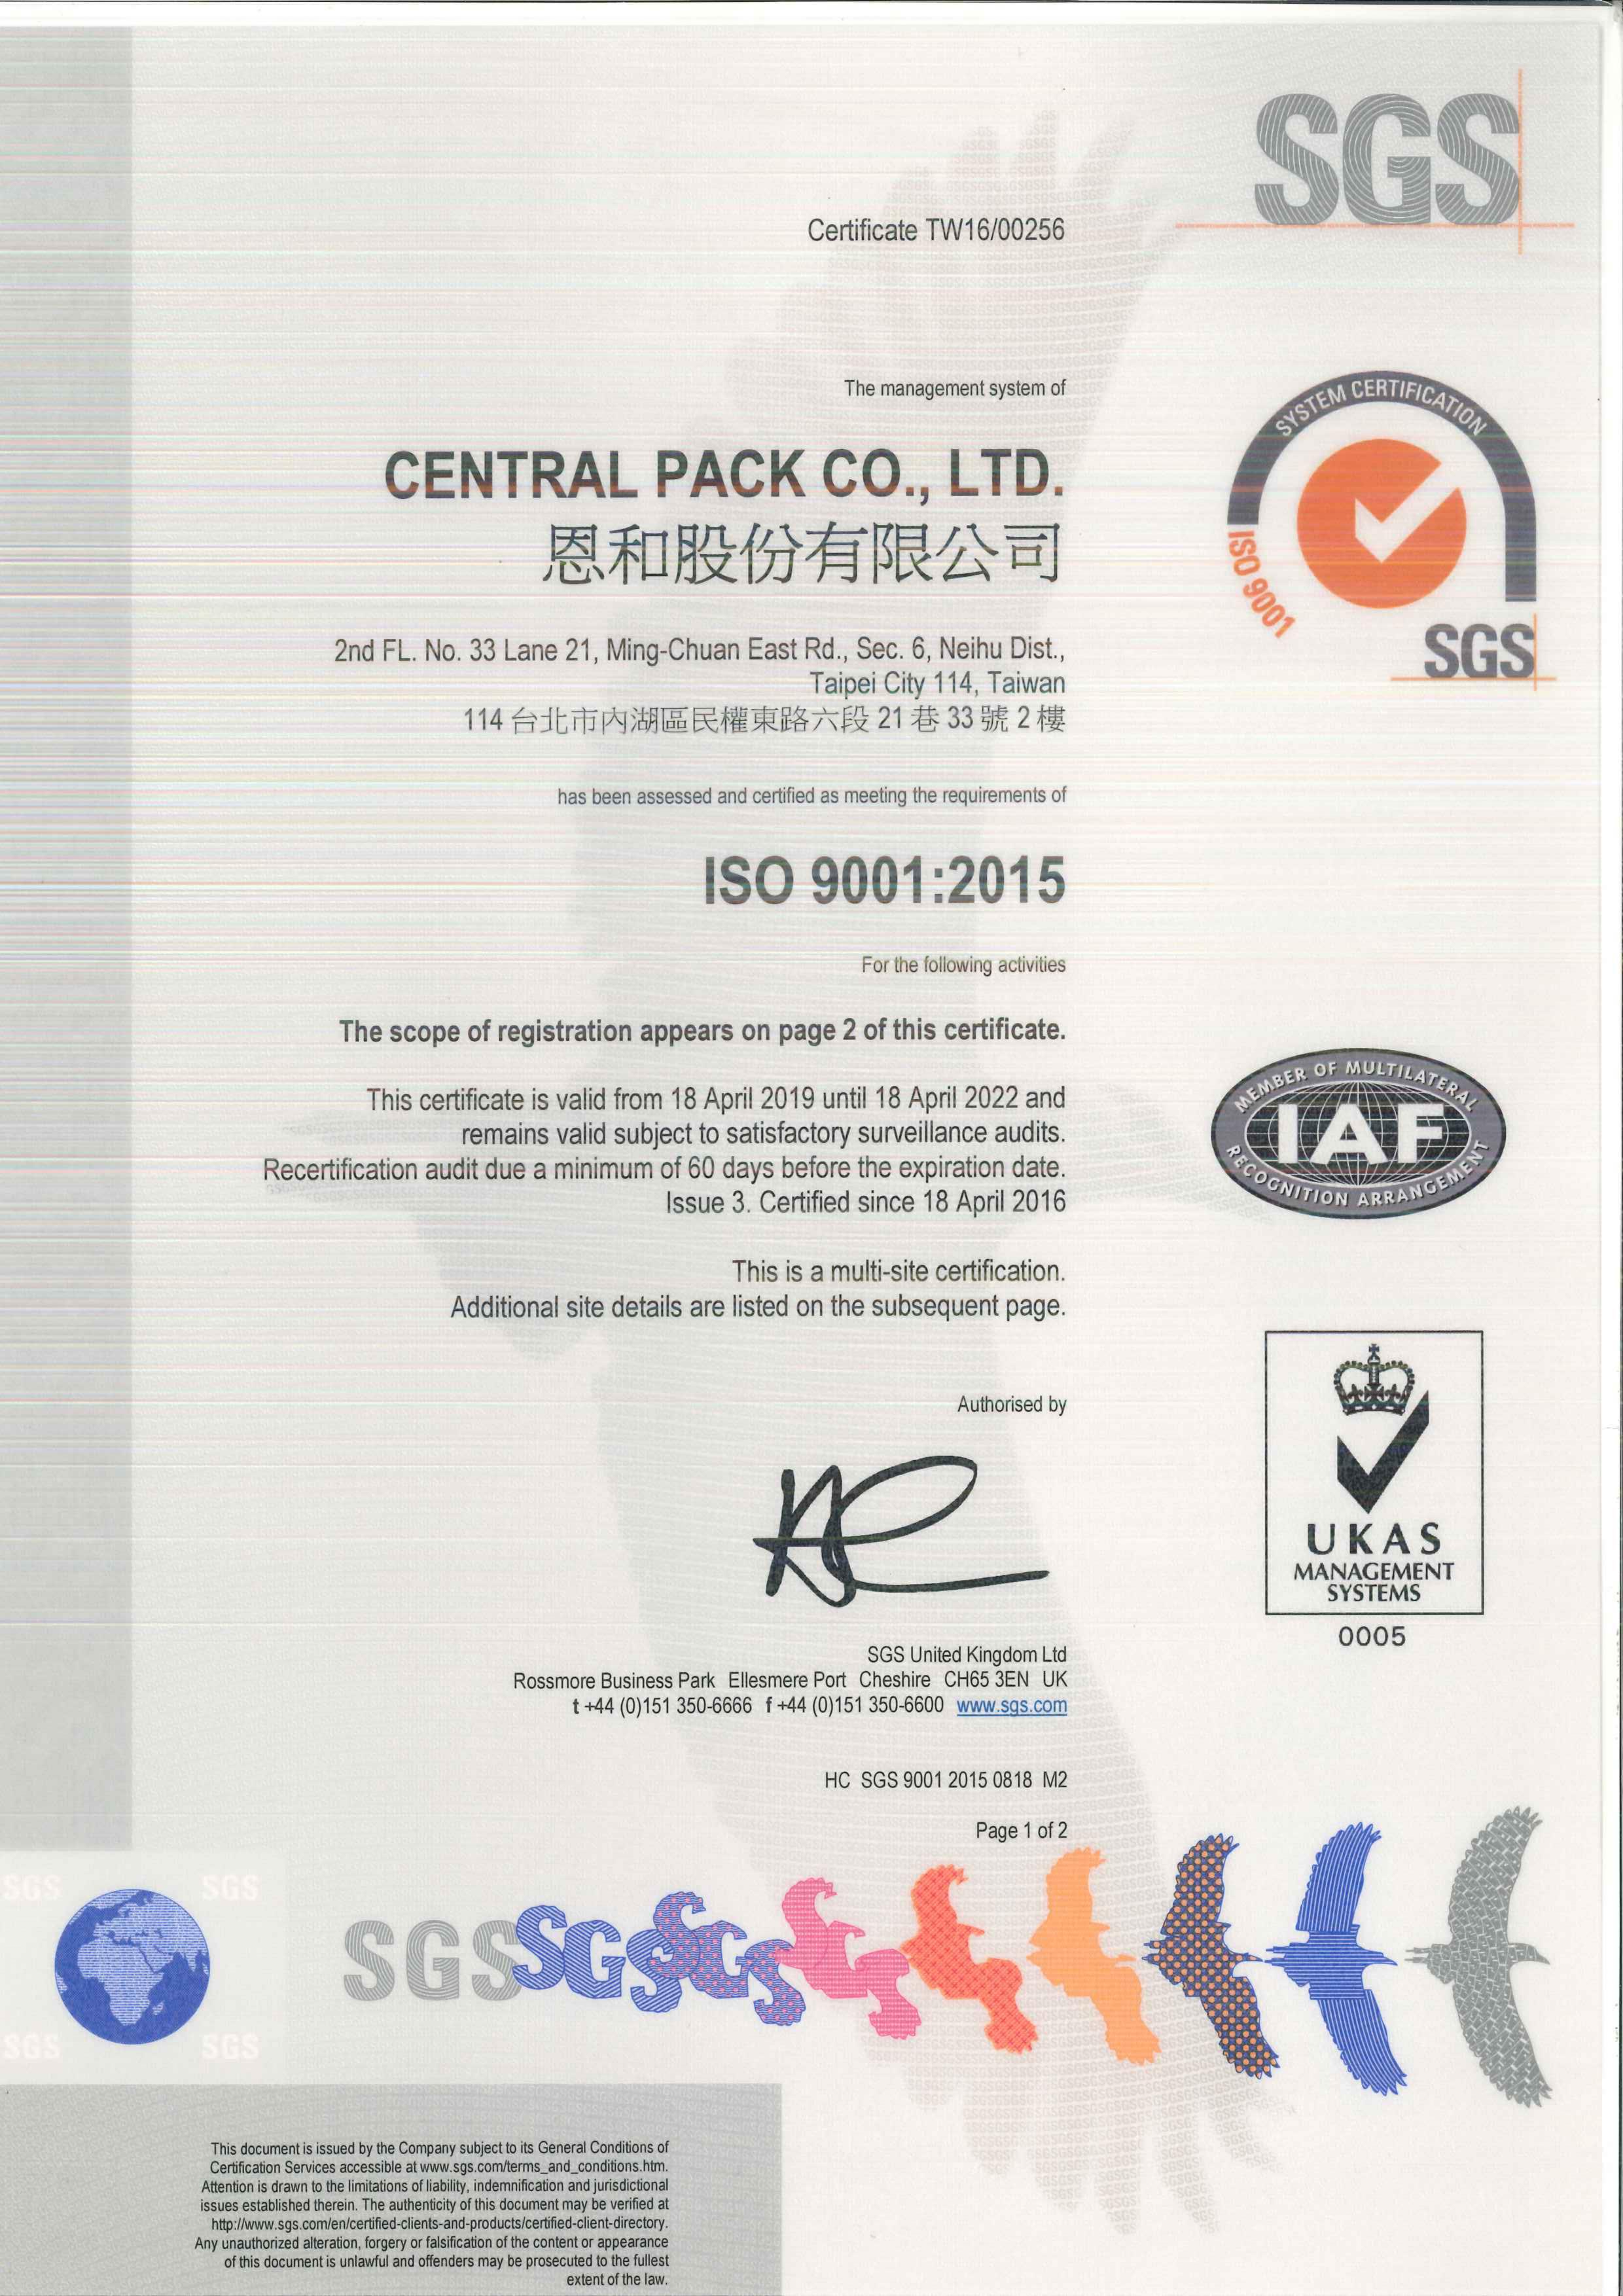 SGS
Certificate TW16/00256
The management system of
CENTRAL PACK CO., LTD.
恩和股份有限公司
2nd FL. No. 33 Lane 21, Ming-Chuan East Rd., Sec. 6, Neihu Dist.,
Taipei City 114, Taiwan
114 台北市內湖區民權東路六段 21 巷 33 號 2 樓
SYSTEM CERTIFICATION
ISO 9001
SGS
has been assessed and certified as meeting the requirements of
ISO 9001:2015
For the following activities
The scope of registration appears on page 2 of this certificate.
This certificate is valid from 18 April 2019 until 18 April 2022 and
remains valid subject to satisfactory surveillance audits.
Recertification audit due a minimum of 60 days before the expiration date.
Issue 3. Certified since 18 April 2016
MEMBER OF MULTILATERAL
IAF
RECOGNITION ARRANGEMENT
This is a multi-site certification.
Additional site details are listed on the subsequent page.
Authorised by
UKAS
MANAGEMENT
SYSTEMS
0005
SGS United Kingdom Ltd
Rossmore Business Park Ellesmere Port Cheshire CH65 3EN UK
t +44 (0)151 350-6666 f +44 (0)151 350-6600 www.sgs.com
HC SGS 9001 2015 0818 M2
Page 1 of 2
SGS SGS
SGS SGS SGS
SGS SGS
This document is issued by the Company subject to its General Conditions of
Certification Services accessible at www.sgs.com/terms_and_conditions.htm.
Attention is drawn to the limitations of liability, indemnification and jurisdictional
issues established therein. The authenticity of this document may be verified at
http://www.sgs.com/en/certified-clients-and-products/certified-client-directory.
Any unauthorized alteration, forgery or falsification of the content or appearance
of this document is unlawful and offenders may be prosecuted to the fullest
extent of the law.